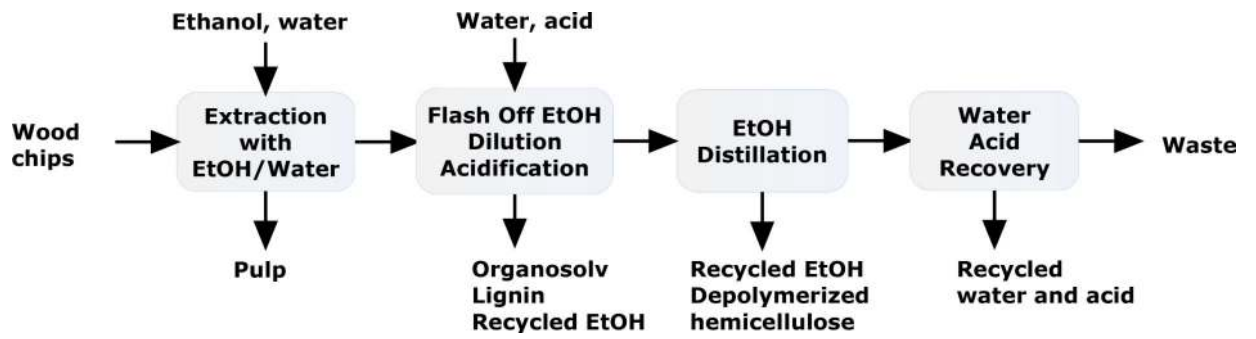 Ethanol, water
Water, acid
Wood
chips
Extraction
with
EtOH/Water
Flash Off EtOH
Dilution
Acidification
EtOH
Distillation
Water
Acid
Recovery
Waste
Pulp
Organosolv
Lignin
Recycled EtOH
Recycled EtOH
Depolymerized
hemicellulose
Recycled
water and acid